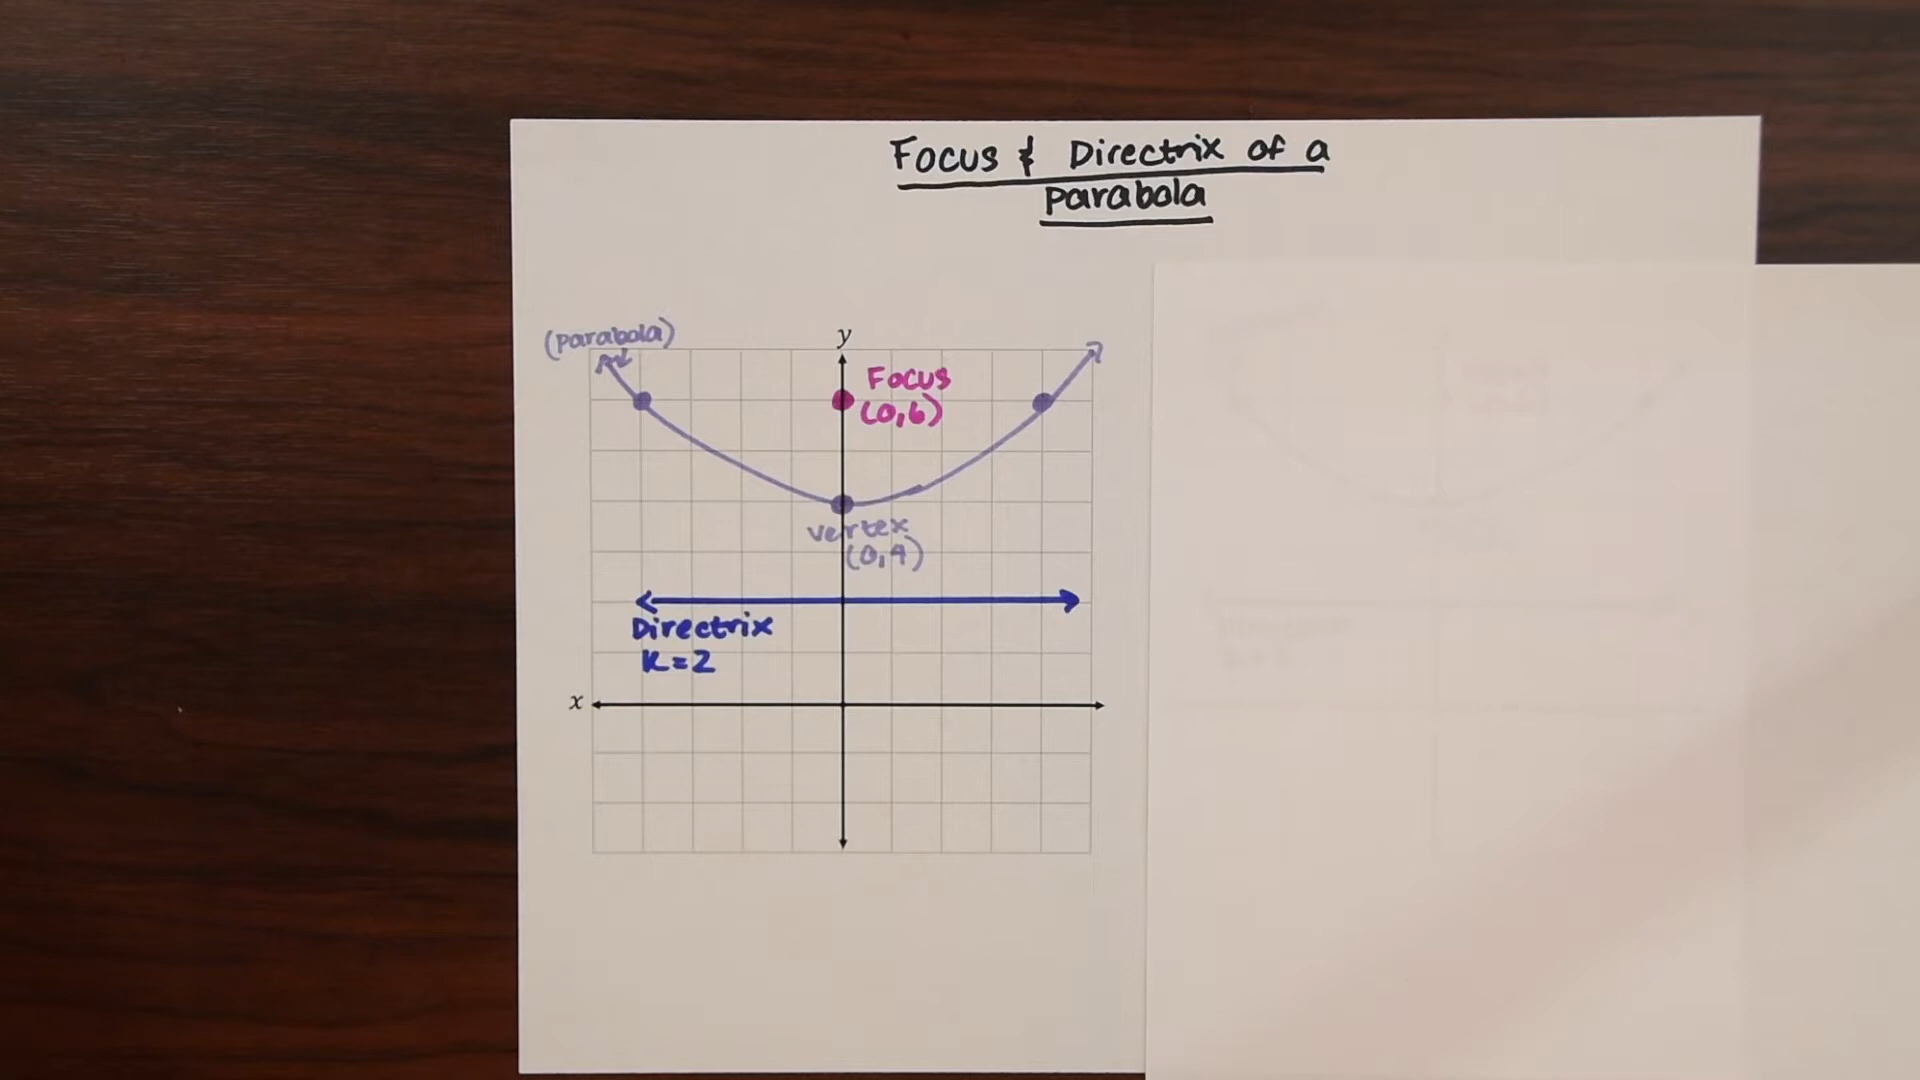 Focus & Directrix of a
parabola
(parabola)
y
Focus
(0,6)
vertex
(0,4)
Directrix
K=2
x